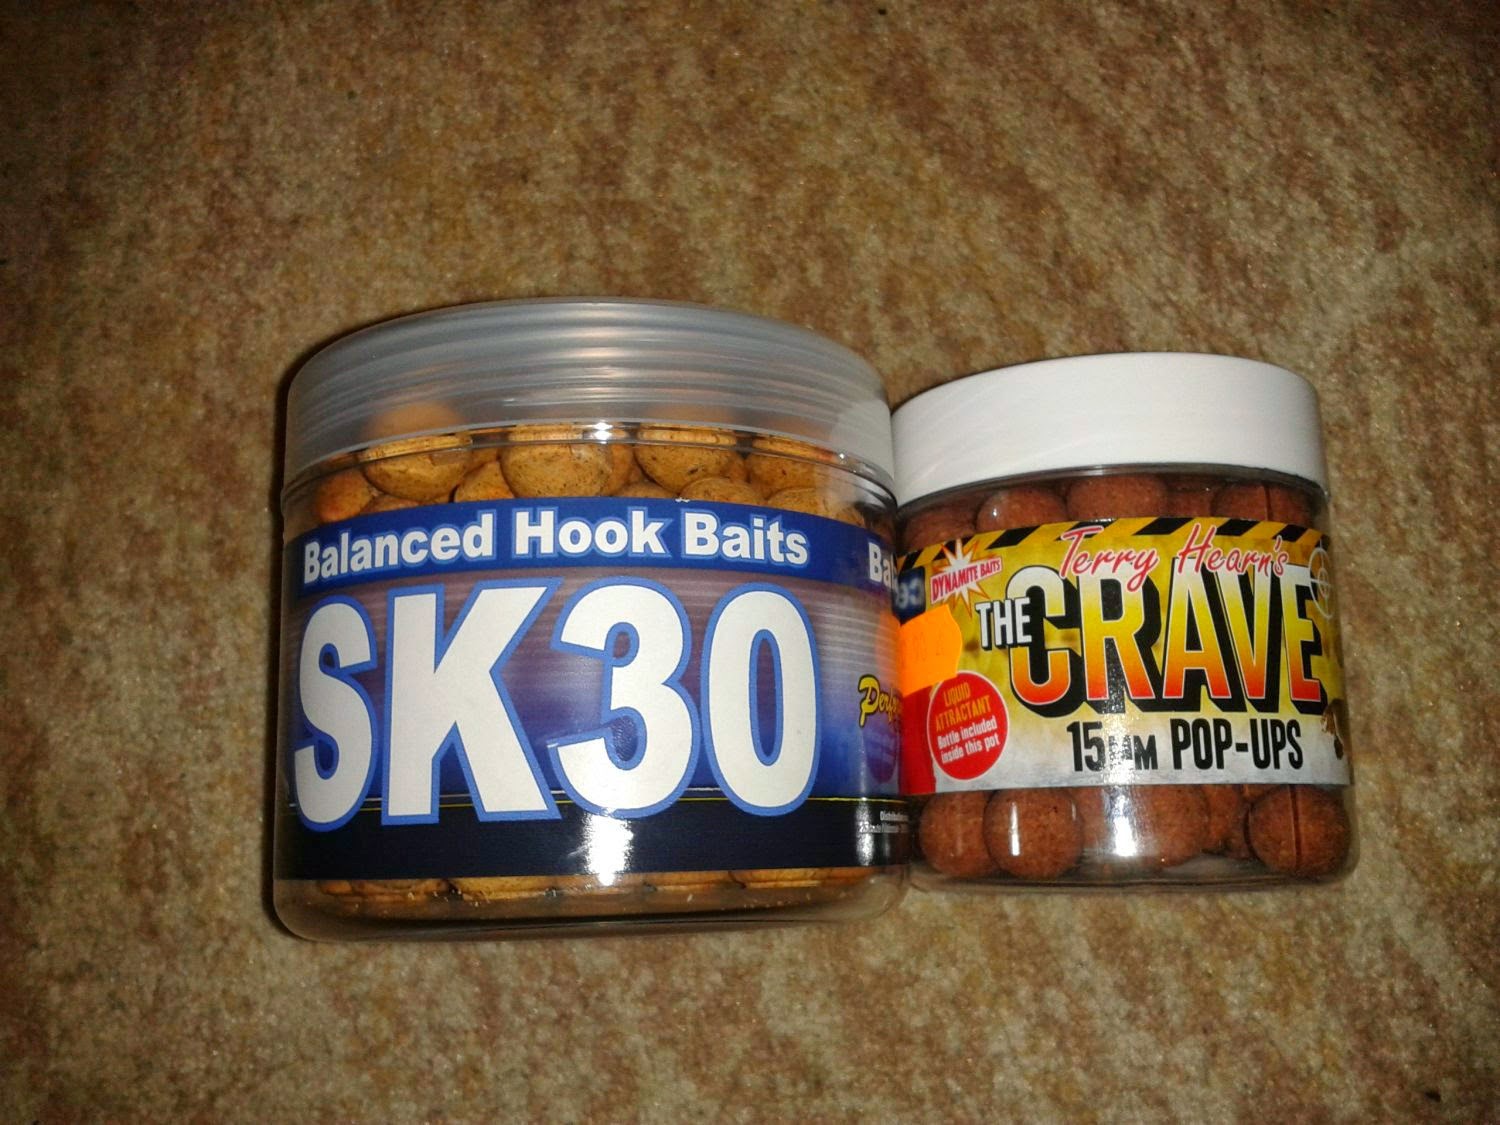 Balanced Hook Baits
SK30
Terry Hearn's
DYNAMITE BAITS
THE CRAVE
15MM POP-UPS
LIQUID
ATTRACTANT
Bottle included
inside this pot